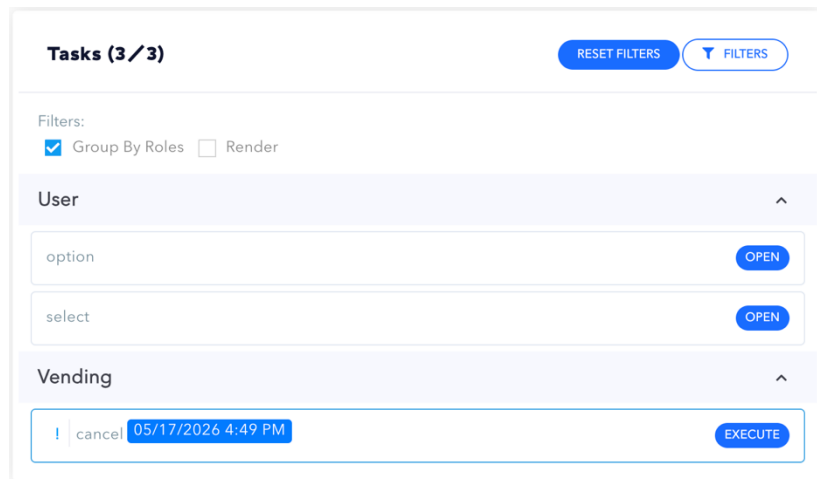 Tasks (3/3)
RESET FILTERS
FILTERS
Filters:
Group By Roles
Render
User
option
OPEN
select
OPEN
Vending
! cancel 05/17/2026 4:49 PM
EXECUTE